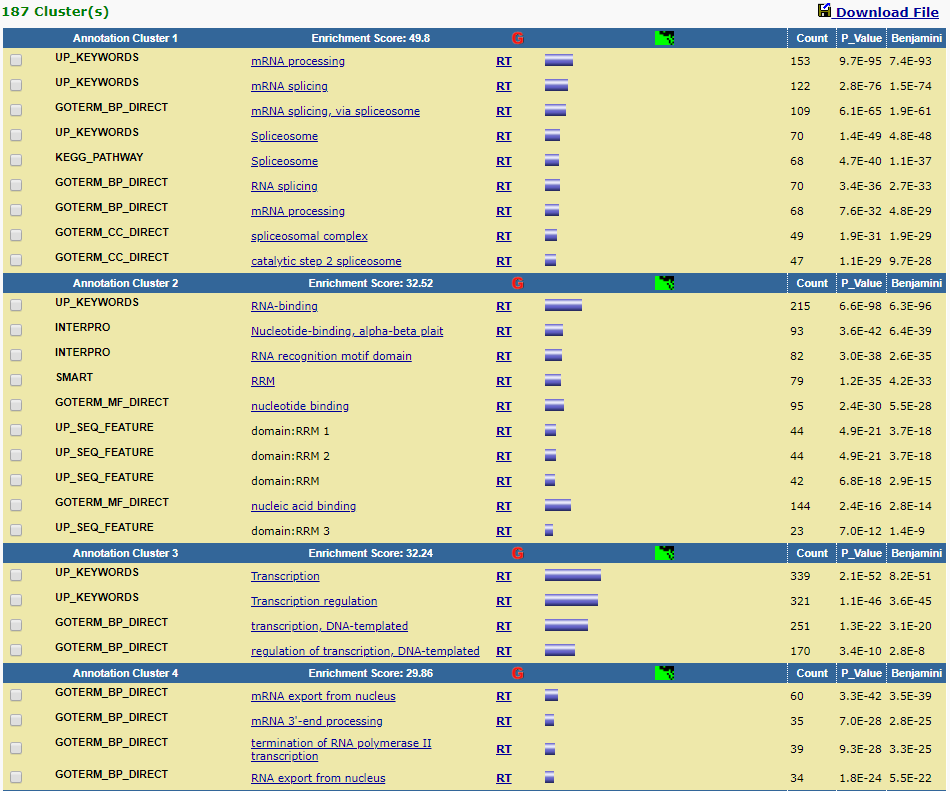 187 Cluster(s) Download File
Annotation Cluster 1 Enrichment Score: 49.8 G Count P_Value Benjamini
UP_KEYWORDS mRNA processing RT 153 9.7E-95 7.4E-93
UP_KEYWORDS mRNA splicing RT 122 2.8E-76 1.5E-74
GOTERM_BP_DIRECT mRNA splicing, via spliceosome RT 109 6.1E-65 1.9E-61
UP_KEYWORDS Spliceosome RT 70 1.4E-49 4.8E-48
KEGG_PATHWAY Spliceosome RT 68 4.7E-40 1.1E-37
GOTERM_BP_DIRECT RNA splicing RT 70 3.4E-36 2.7E-33
GOTERM_BP_DIRECT mRNA processing RT 68 7.6E-32 4.8E-29
GOTERM_CC_DIRECT spliceosomal complex RT 49 1.9E-31 1.9E-29
GOTERM_CC_DIRECT catalytic step 2 spliceosome RT 47 1.1E-29 9.7E-28
Annotation Cluster 2 Enrichment Score: 32.52 G Count P_Value Benjamini
UP_KEYWORDS RNA-binding RT 215 6.6E-98 6.3E-96
INTERPRO Nucleotide-binding, alpha-beta plait RT 93 3.6E-42 6.4E-39
INTERPRO RNA recognition motif domain RT 82 3.0E-38 2.6E-35
SMART RRM RT 79 1.2E-35 4.2E-33
GOTERM_MF_DIRECT nucleotide binding RT 95 2.4E-30 5.5E-28
UP_SEQ_FEATURE domain:RRM 1 RT 44 4.9E-21 3.7E-18
UP_SEQ_FEATURE domain:RRM 2 RT 44 4.9E-21 3.7E-18
UP_SEQ_FEATURE domain:RRM RT 42 6.8E-18 2.9E-15
GOTERM_MF_DIRECT nucleic acid binding RT 144 2.4E-16 2.8E-14
UP_SEQ_FEATURE domain:RRM 3 RT 23 7.0E-12 1.4E-9
Annotation Cluster 3 Enrichment Score: 32.24 G Count P_Value Benjamini
UP_KEYWORDS Transcription RT 339 2.1E-52 8.2E-51
UP_KEYWORDS Transcription regulation RT 321 1.1E-46 3.6E-45
GOTERM_BP_DIRECT transcription, DNA-templated RT 251 1.3E-22 3.1E-20
GOTERM_BP_DIRECT regulation of transcription, DNA-templated RT 170 3.4E-10 2.8E-8
Annotation Cluster 4 Enrichment Score: 29.86 G Count P_Value Benjamini
GOTERM_BP_DIRECT mRNA export from nucleus RT 60 3.3E-42 3.5E-39
GOTERM_BP_DIRECT mRNA 3'-end processing RT 35 7.0E-28 2.8E-25
GOTERM_BP_DIRECT termination of RNA polymerase II
transcription RT 39 9.3E-28 3.3E-25
GOTERM_BP_DIRECT RNA export from nucleus RT 34 1.8E-24 5.5E-22